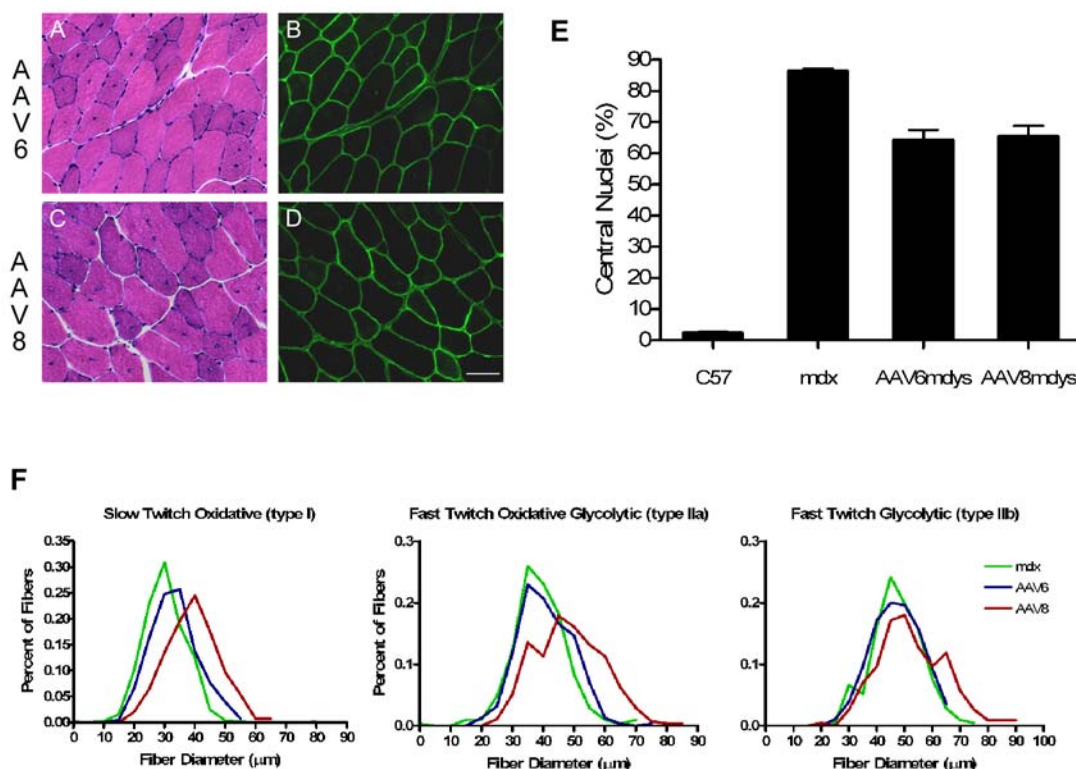 A
B
AAV6
C
D
AAV8
E
Central Nuclei (%)
90
80
70
60
50
40
30
20
10
0
C57
mdx
AAV6mdys
AAV8mdys
F
Slow Twitch Oxidative (type I)
Percent of Fibers
0.35
0.30
0.25
0.20
0.15
0.10
0.05
0.00
0 10 20 30 40 50 60 70 80 90
Fiber Diameter (μm)
Fast Twitch Oxidative Glycolytic (type IIa)
Percent of Fibers
0.3
0.2
0.1
0.0
0 10 20 30 40 50 60 70 80 90
Fiber Diameter (μm)
Fast Twitch Glycolytic (type IIIb)
0.3
0.2
0.1
0.0
0 10 20 30 40 50 60 70 80 90 100
Fiber Diameter (μm)
mdx
AAV6
AAV8